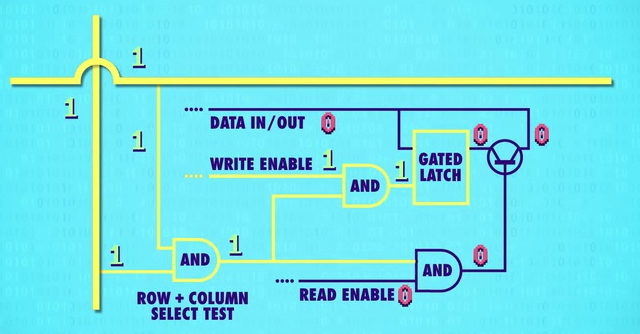 1
1
DATA IN/OUT 0
1
0
0
WRITE ENABLE 1
GATED
LATCH
AND
1
1
1
AND
AND
0
READ ENABLE 0
ROW + COLUMN
SELECT TEST